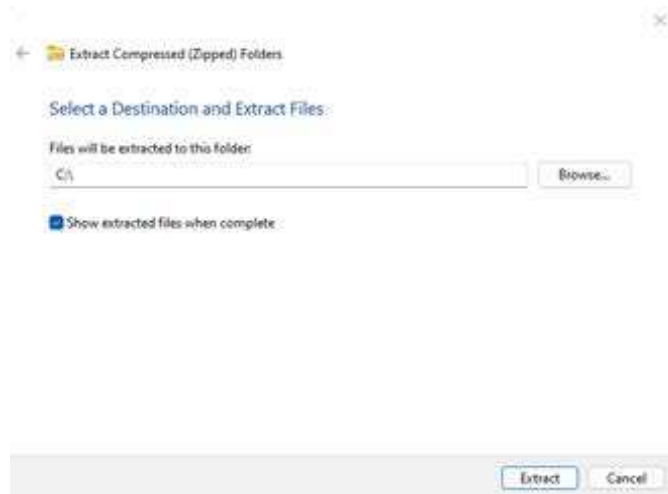 Extract Compressed (Zipped) Folders
Select a Destination and Extract Files
Files will be extracted to this folder:
C:\
Browse...
Show extracted files when complete
Extract
Cancel